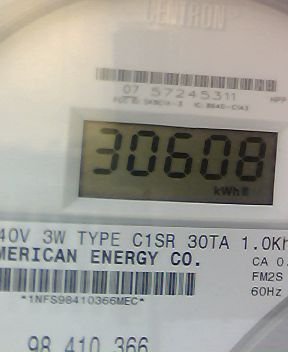 CENTRON
07 57245311
30608
kWh
40V 3W TYPE C1SR 30TA 1.0Kh
MERICAN ENERGY CO.
CA 0.
FM2S
*1NFS98410366MEC*
60Hz
98 410 366